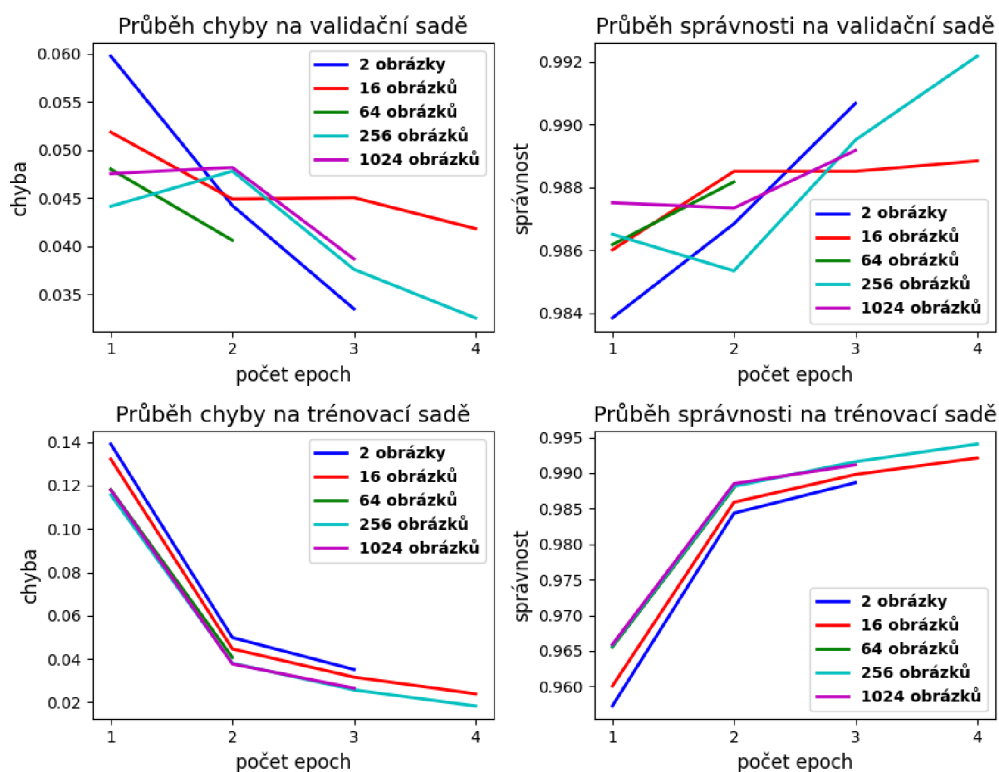 Průběh chyby na validační sadě
0.060
0.055
0.050
0.045
0.040
0.035
chyba
2 obrázky
16 obrázků
64 obrázků
256 obrázků
1024 obrázků
1 2 3 4
počet epoch
Průběh správnosti na validační sadě
0.992
0.990
0.988
0.986
0.984
správnost
2 obrázky
16 obrázků
64 obrázků
256 obrázků
1024 obrázků
1 2 3 4
počet epoch
Průběh chyby na trénovací sadě
0.14
0.12
0.10
0.08
0.06
0.04
0.02
chyba
2 obrázky
16 obrázků
64 obrázků
256 obrázků
1024 obrázků
1 2 3 4
počet epoch
Průběh správnosti na trénovací sadě
0.995
0.990
0.985
0.980
0.975
0.970
0.965
0.960
správnost
2 obrázky
16 obrázků
64 obrázků
256 obrázků
1024 obrázků
1 2 3 4
počet epoch